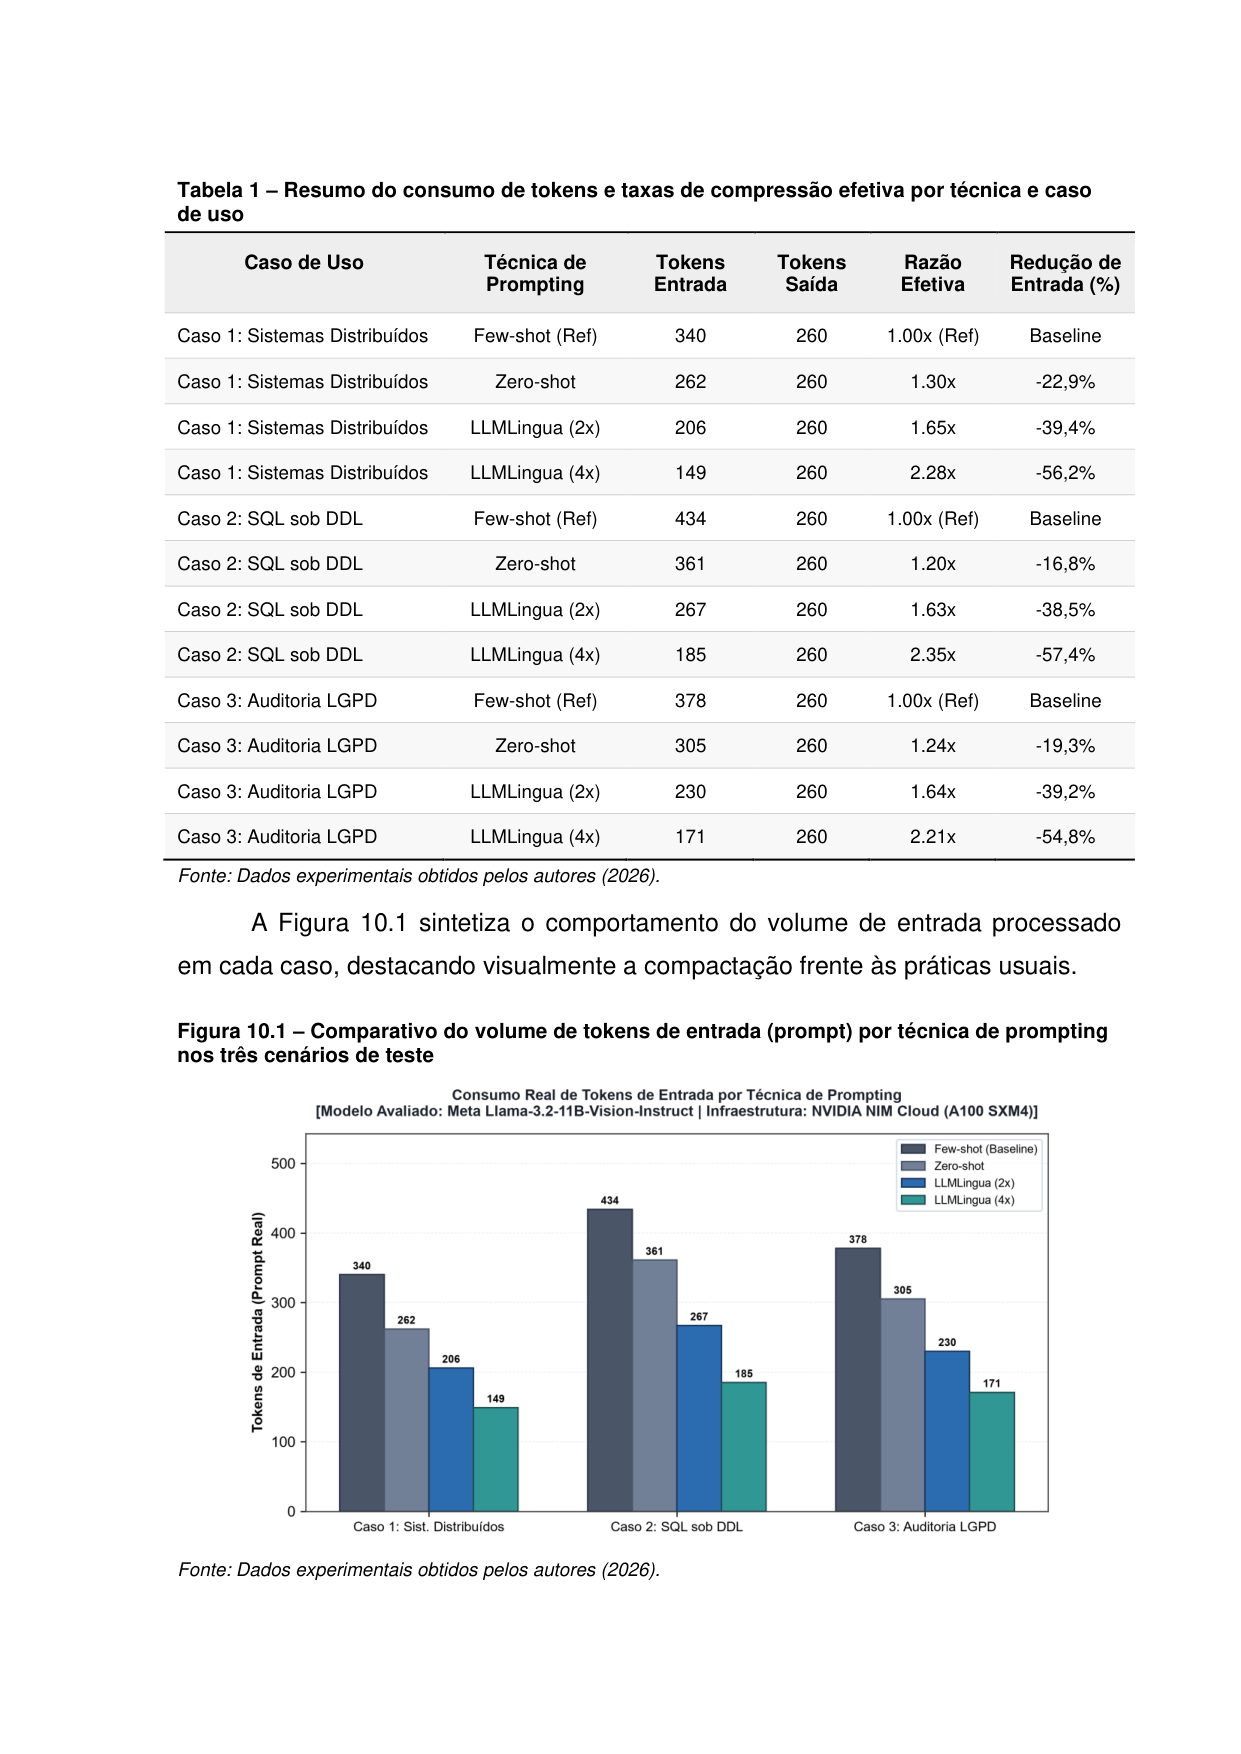 Tabela 1 – Resumo do consumo de tokens e taxas de compressão efetiva por técnica e caso
de uso
Caso de Uso Técnica de Prompting Tokens Entrada Tokens Saída Razão Efetiva Redução de Entrada (%)
Caso 1: Sistemas Distribuídos Few-shot (Ref) 340 260 1.00x (Ref) Baseline
Caso 1: Sistemas Distribuídos Zero-shot 262 260 1.30x -22,9%
Caso 1: Sistemas Distribuídos LLMLingua (2x) 206 260 1.65x -39,4%
Caso 1: Sistemas Distribuídos LLMLingua (4x) 149 260 2.28x -56,2%
Caso 2: SQL sob DDL Few-shot (Ref) 434 260 1.00x (Ref) Baseline
Caso 2: SQL sob DDL Zero-shot 361 260 1.20x -16,8%
Caso 2: SQL sob DDL LLMLingua (2x) 267 260 1.63x -38,5%
Caso 2: SQL sob DDL LLMLingua (4x) 185 260 2.35x -57,4%
Caso 3: Auditoria LGPD Few-shot (Ref) 378 260 1.00x (Ref) Baseline
Caso 3: Auditoria LGPD Zero-shot 305 260 1.24x -19,3%
Caso 3: Auditoria LGPD LLMLingua (2x) 230 260 1.64x -39,2%
Caso 3: Auditoria LGPD LLMLingua (4x) 171 260 2.21x -54,8%
Fonte: Dados experimentais obtidos pelos autores (2026).
A Figura 10.1 sintetiza o comportamento do volume de entrada processado
em cada caso, destacando visualmente a compactação frente às práticas usuais.
Figura 10.1 – Comparativo do volume de tokens de entrada (prompt) por técnica de prompting
nos três cenários de teste
Consumo Real de Tokens de Entrada por Técnica de Prompting
[Modelo Avaliado: Meta Llama-3.2-11B-Vision-Instruct | Infraestrutura: NVIDIA NIM Cloud (A100 SXM4)]
Few-shot (Baseline)
Zero-shot
LLMLingua (2x)
LLMLingua (4x)
Tokens de Entrada (Prompt Real)
500
400
300
200
100
0
340
262
206
149
434
361
267
185
378
305
230
171
Caso 1: Sist. Distribuídos
Caso 2: SQL sob DDL
Caso 3: Auditoria LGPD
Fonte: Dados experimentais obtidos pelos autores (2026).